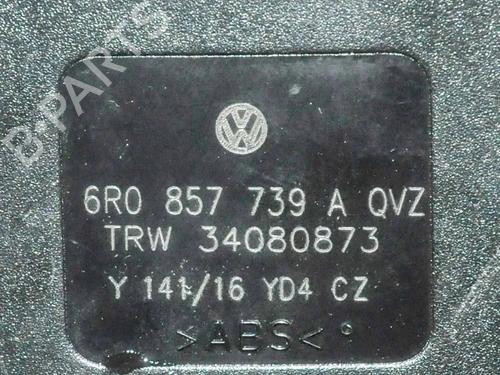 B-PARTS
6R0 857 739 A QVZ
TRW 34080873
Y 141/16 YD4 CZ
>ABS<